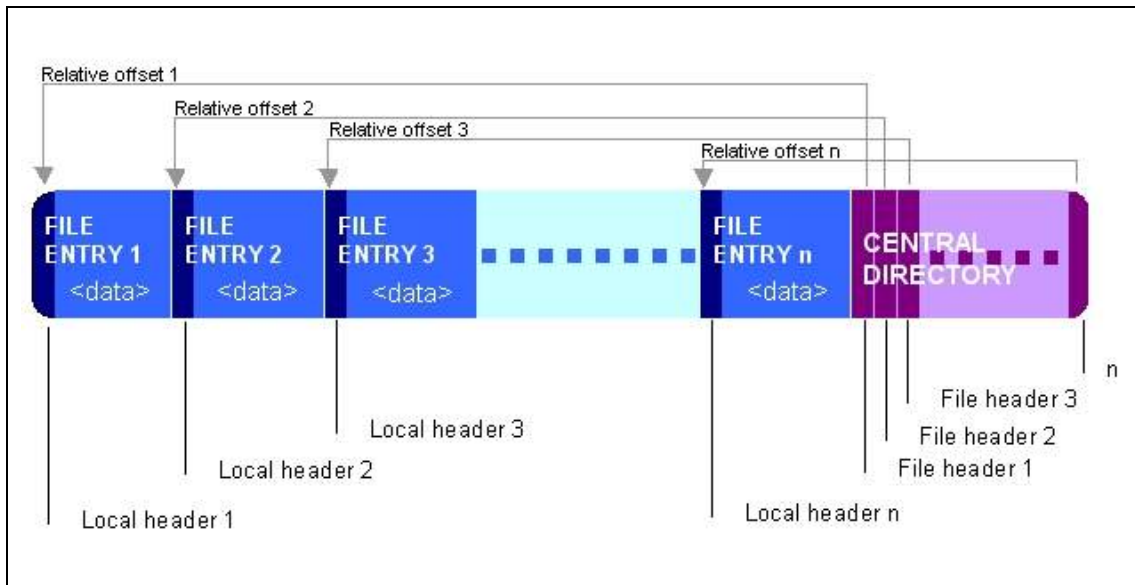 Relative offset 1
Relative offset 2
Relative offset 3
Relative offset n
FILE
ENTRY 1
<data>
FILE
ENTRY 2
<data>
FILE
ENTRY 3
<data>
FILE
ENTRY n
<data>
CENTRAL
DIRECTORY
n
File header 3
File header 2
File header 1
Local header 3
Local header 2
Local header 1
Local header n